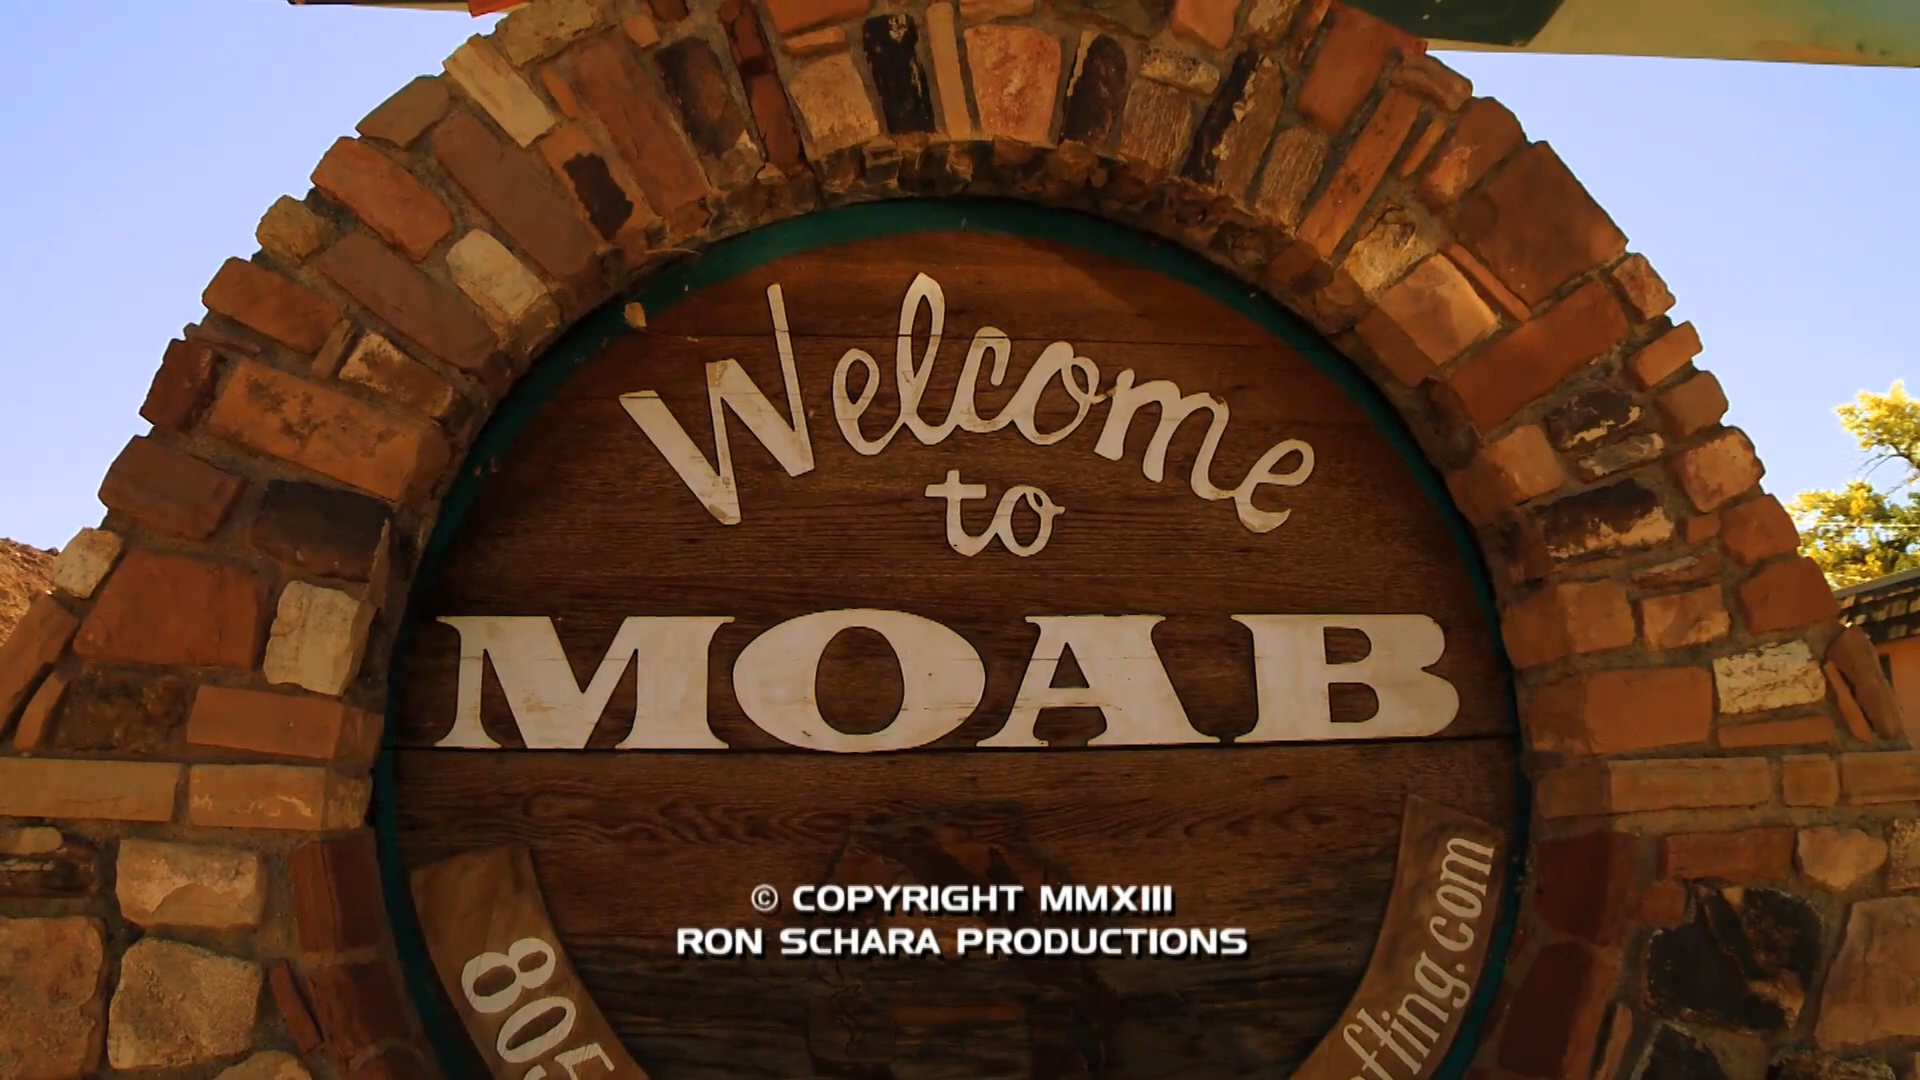 Welcome
to
MOAB
© COPYRIGHT MMXIII
RON SCHARA PRODUCTIONS
805
fting.com